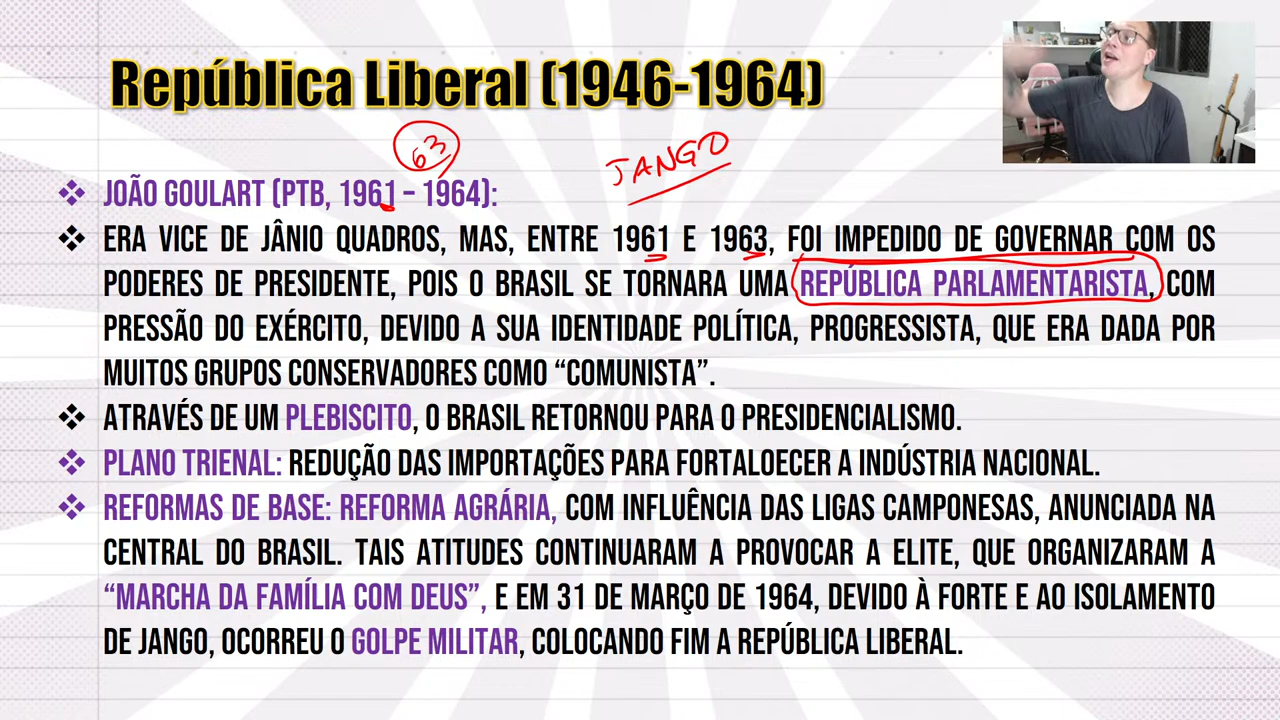 República Liberal (1946-1964)
63
JANGO
JOÃO GOULART (PTB, 1961 – 1964):
ERA VICE DE JÂNIO QUADROS, MAS, ENTRE 1961 E 1963, FOI IMPEDIDO DE GOVERNAR COM OS
PODERES DE PRESIDENTE, POIS O BRASIL SE TORNARA UMA REPÚBLICA PARLAMENTARISTA, COM
PRESSÃO DO EXÉRCITO, DEVIDO A SUA IDENTIDADE POLÍTICA, PROGRESSISTA, QUE ERA DADA POR
MUITOS GRUPOS CONSERVADORES COMO “COMUNISTA”.
ATRAVÉS DE UM PLEBISCITO, O BRASIL RETORNOU PARA O PRESIDENCIALISMO.
PLANO TRIENAL: REDUÇÃO DAS IMPORTAÇÕES PARA FORTALOECER A INDÚSTRIA NACIONAL.
REFORMAS DE BASE: REFORMA AGRÁRIA, COM INFLUÊNCIA DAS LIGAS CAMPONESAS, ANUNCIADA NA
CENTRAL DO BRASIL. TAIS ATITUDES CONTINUARAM A PROVOCAR A ELITE, QUE ORGANIZARAM A
“MARCHA DA FAMÍLIA COM DEUS”, E EM 31 DE MARÇO DE 1964, DEVIDO À FORTE E AO ISOLAMENTO
DE JANGO, OCORREU O GOLPE MILITAR, COLOCANDO FIM A REPÚBLICA LIBERAL.